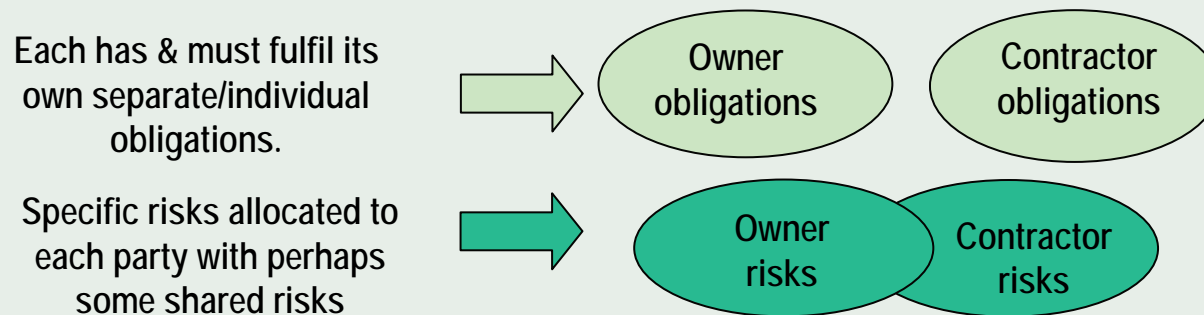 Each has & must fulfil its
own separate/individual
obligations.
Owner
obligations
Contractor
obligations
Specific risks allocated to
each party with perhaps
some shared risks
Owner
risks
Contractor
risks